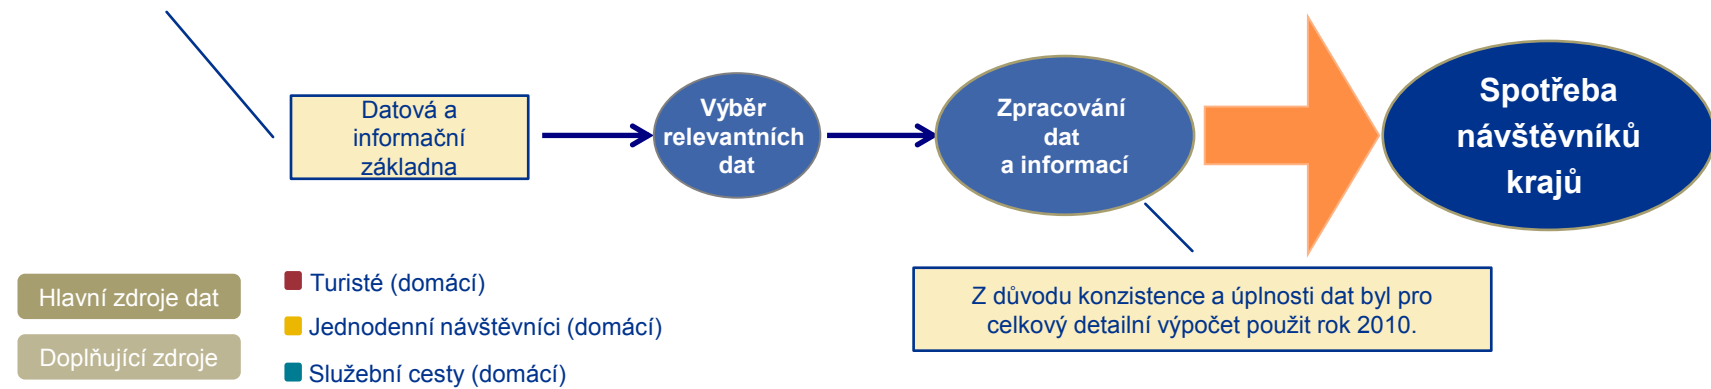 Datová a
informační
základna
Výběr
relevantních
dat
Zpracování
dat
a informací
Spotřeba
návštěvníků
krajů
Hlavní zdroje dat
Doplňující zdroje
Turisté (domácí)
Jednodenní návštěvníci (domácí)
Služební cesty (domácí)
Z důvodu konzistence a úplnosti dat byl pro
celkový detailní výpočet použit rok 2010.